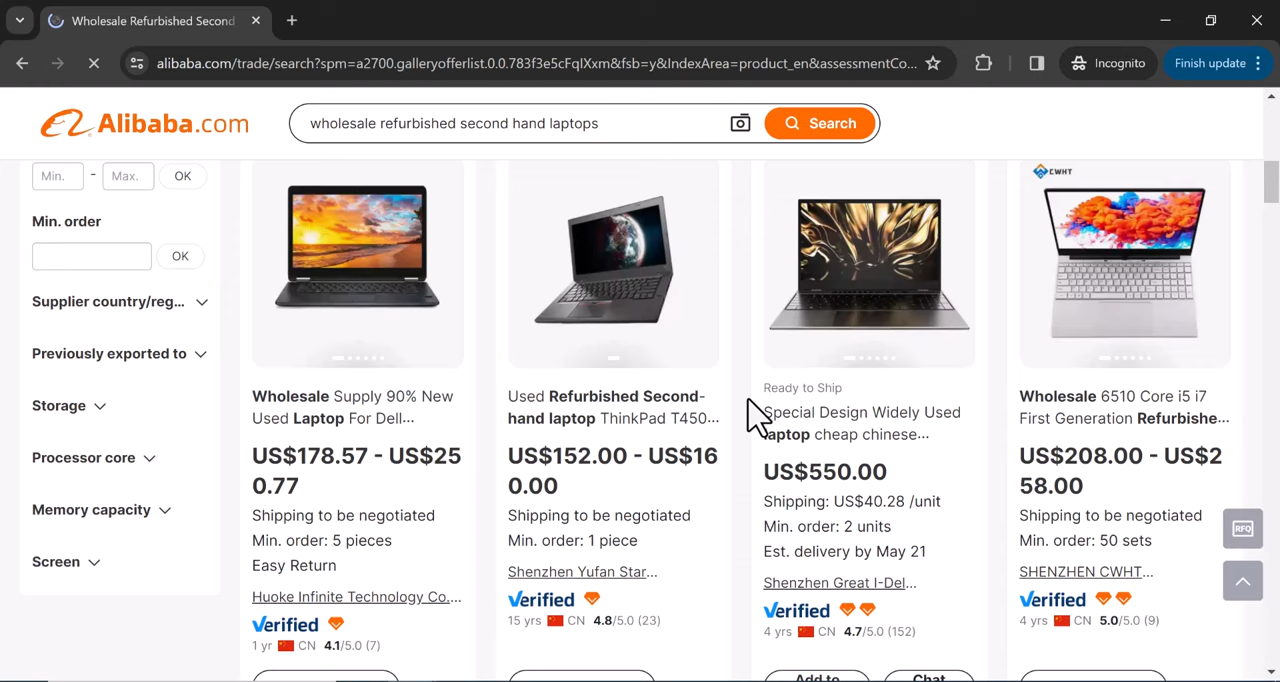 Wholesale Refurbished Second
alibaba.com/trade/search?spm=a2700.galleryofferlist.0.0.783f3e5cFqIXxm&fsb=y&IndexArea=product_en&assessmentCo...
Incognito
Finish update
Alibaba.com
wholesale refurbished second hand laptops
Search
Min.
-
Max.
OK
Min. order
OK
Supplier country/reg...
Previously exported to
Storage
Processor core
Memory capacity
Screen
Wholesale Supply 90% New
Used Laptop For Dell...
US$178.57 - US$25
0.77
Shipping to be negotiated
Min. order: 5 pieces
Easy Return
Huoke Infinite Technology Co....
Verified
1 yr CN 4.1/5.0 (7)
Used Refurbished Second-
hand laptop ThinkPad T450...
US$152.00 - US$16
0.00
Shipping to be negotiated
Min. order: 1 piece
Shenzhen Yufan Star...
Verified
15 yrs CN 4.8/5.0 (23)
Ready to Ship
Special Design Widely Used
laptop cheap chinese...
US$550.00
Shipping: US$40.28 /unit
Min. order: 2 units
Est. delivery by May 21
Shenzhen Great I-Del...
Verified
4 yrs CN 4.7/5.0 (152)
Add to
Chat
CWHT
Wholesale 6510 Core i5 i7
First Generation Refurbishe...
US$208.00 - US$2
58.00
Shipping to be negotiated
Min. order: 50 sets
SHENZHEN CWHT...
Verified
4 yrs CN 5.0/5.0 (9)
RFQ